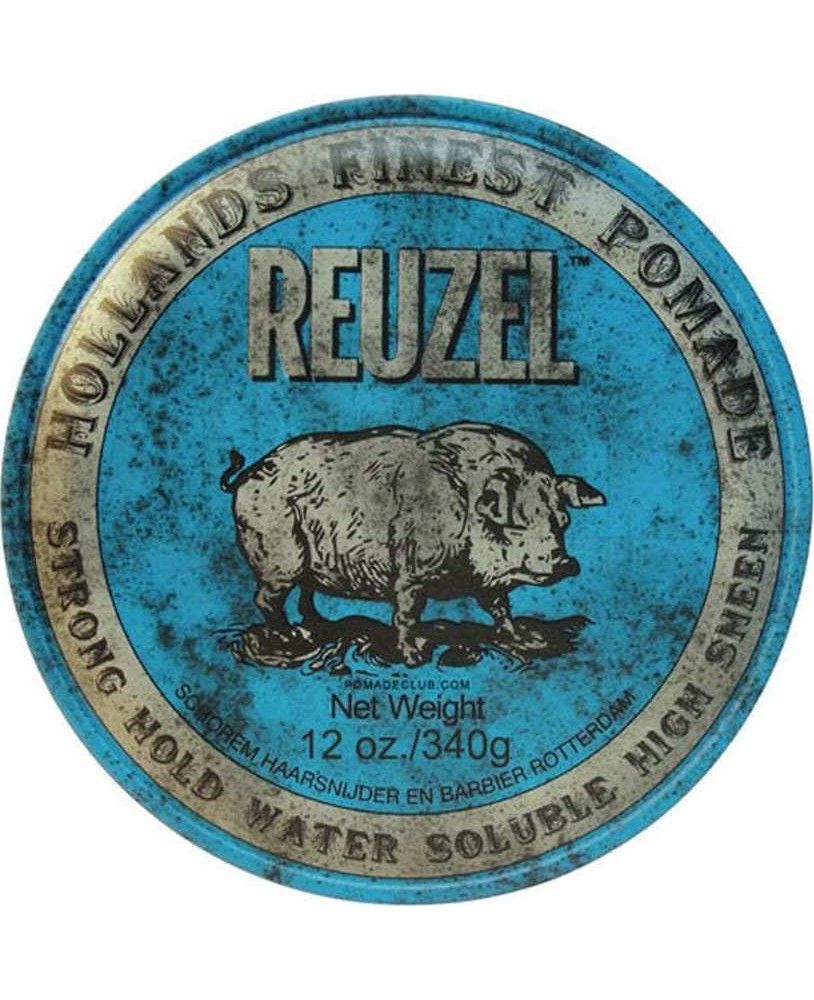 HOLLANDS FINEST POMADE
REUZEL™
POMADECLUB.COM
Net Weight
12 oz./340g
SCHOREM HAARSNIJDER EN BARBIER ROTTERDAM
STRONG HOLD WATER SOLUBLE HIGH SHEEN